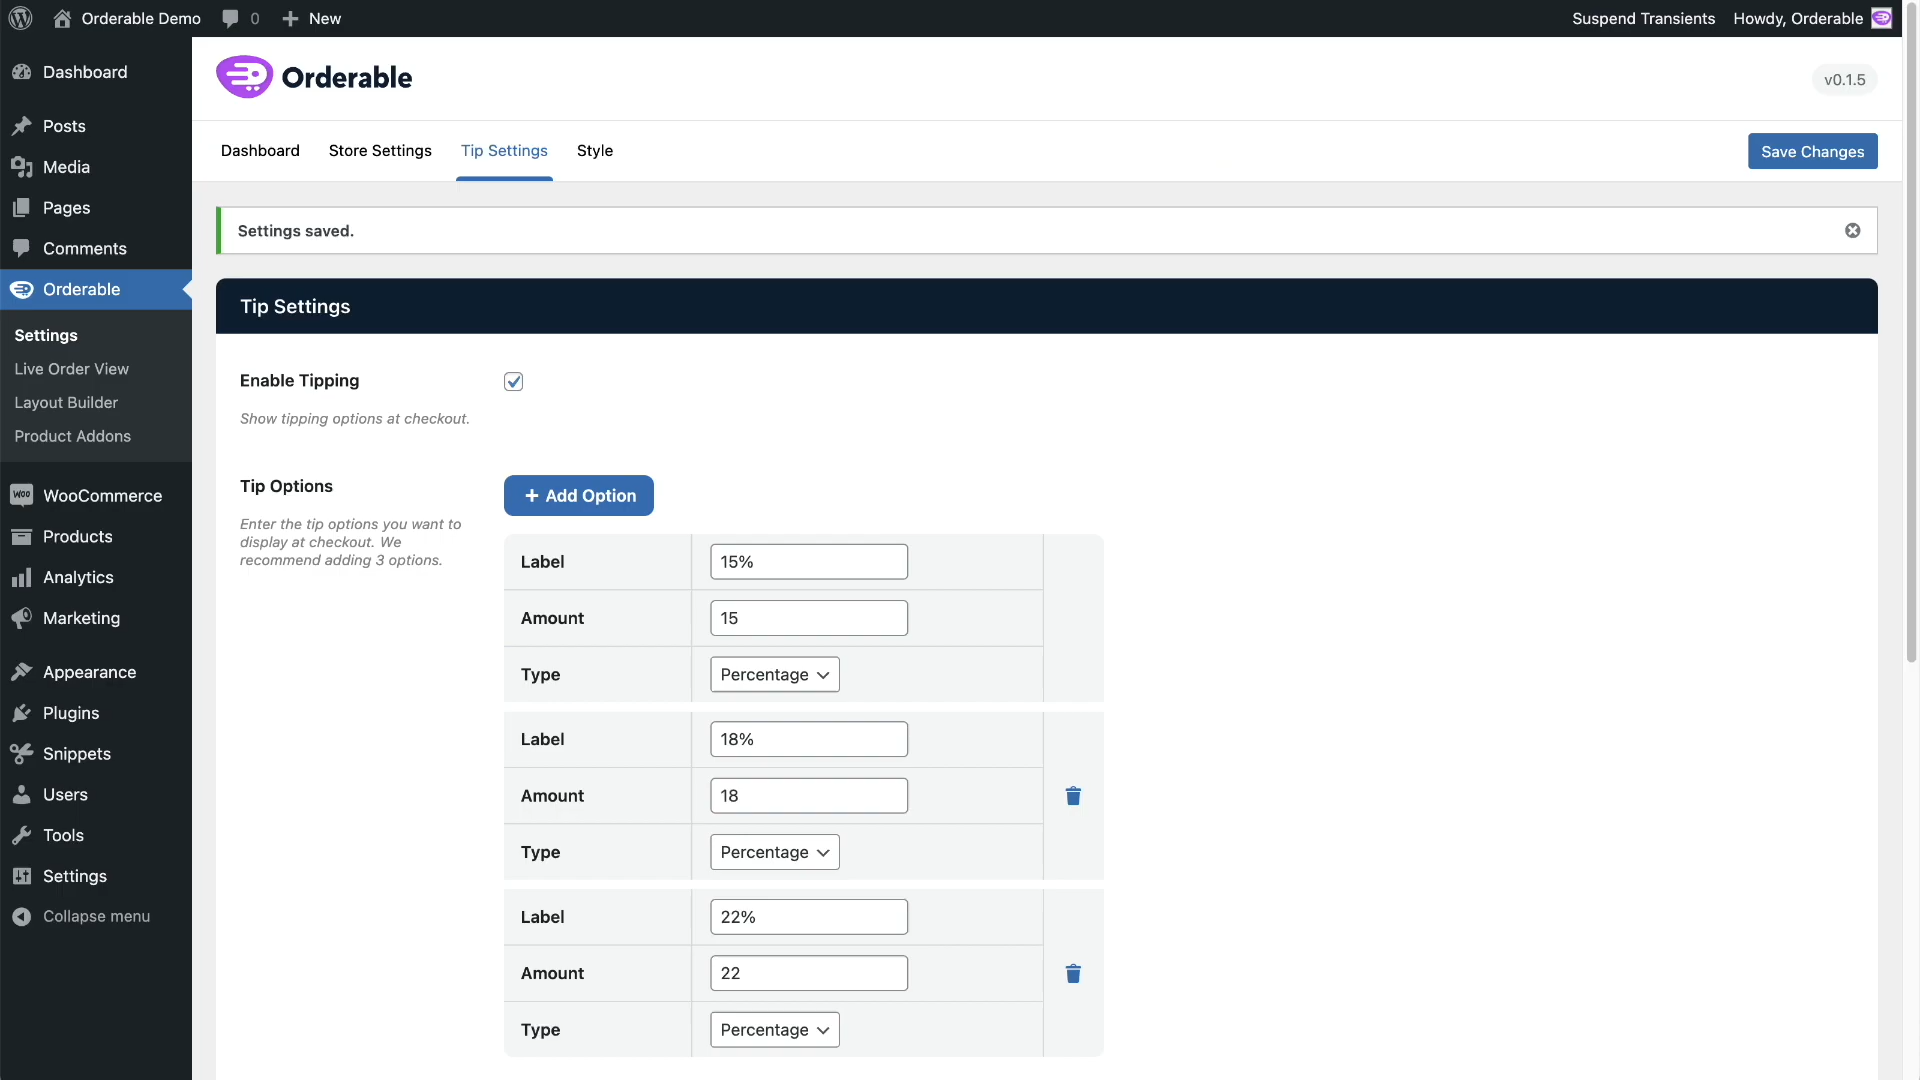 Orderable Demo
0
New
Suspend Transients
Howdy, Orderable
Dashboard
Posts
Media
Pages
Comments
Orderable
Settings
Live Order View
Layout Builder
Product Addons
WooCommerce
Products
Analytics
Marketing
Appearance
Plugins
Snippets
Users
Tools
Settings
Collapse menu
Orderable
v0.1.5
Dashboard
Store Settings
Tip Settings
Style
Save Changes
Settings saved.
Tip Settings
Enable Tipping
Show tipping options at checkout.
Tip Options
Enter the tip options you want to
display at checkout. We
recommend adding 3 options.
+ Add Option
Label
15%
Amount
15
Type
Percentage
Label
18%
Amount
18
Type
Percentage
Label
22%
Amount
22
Type
Percentage